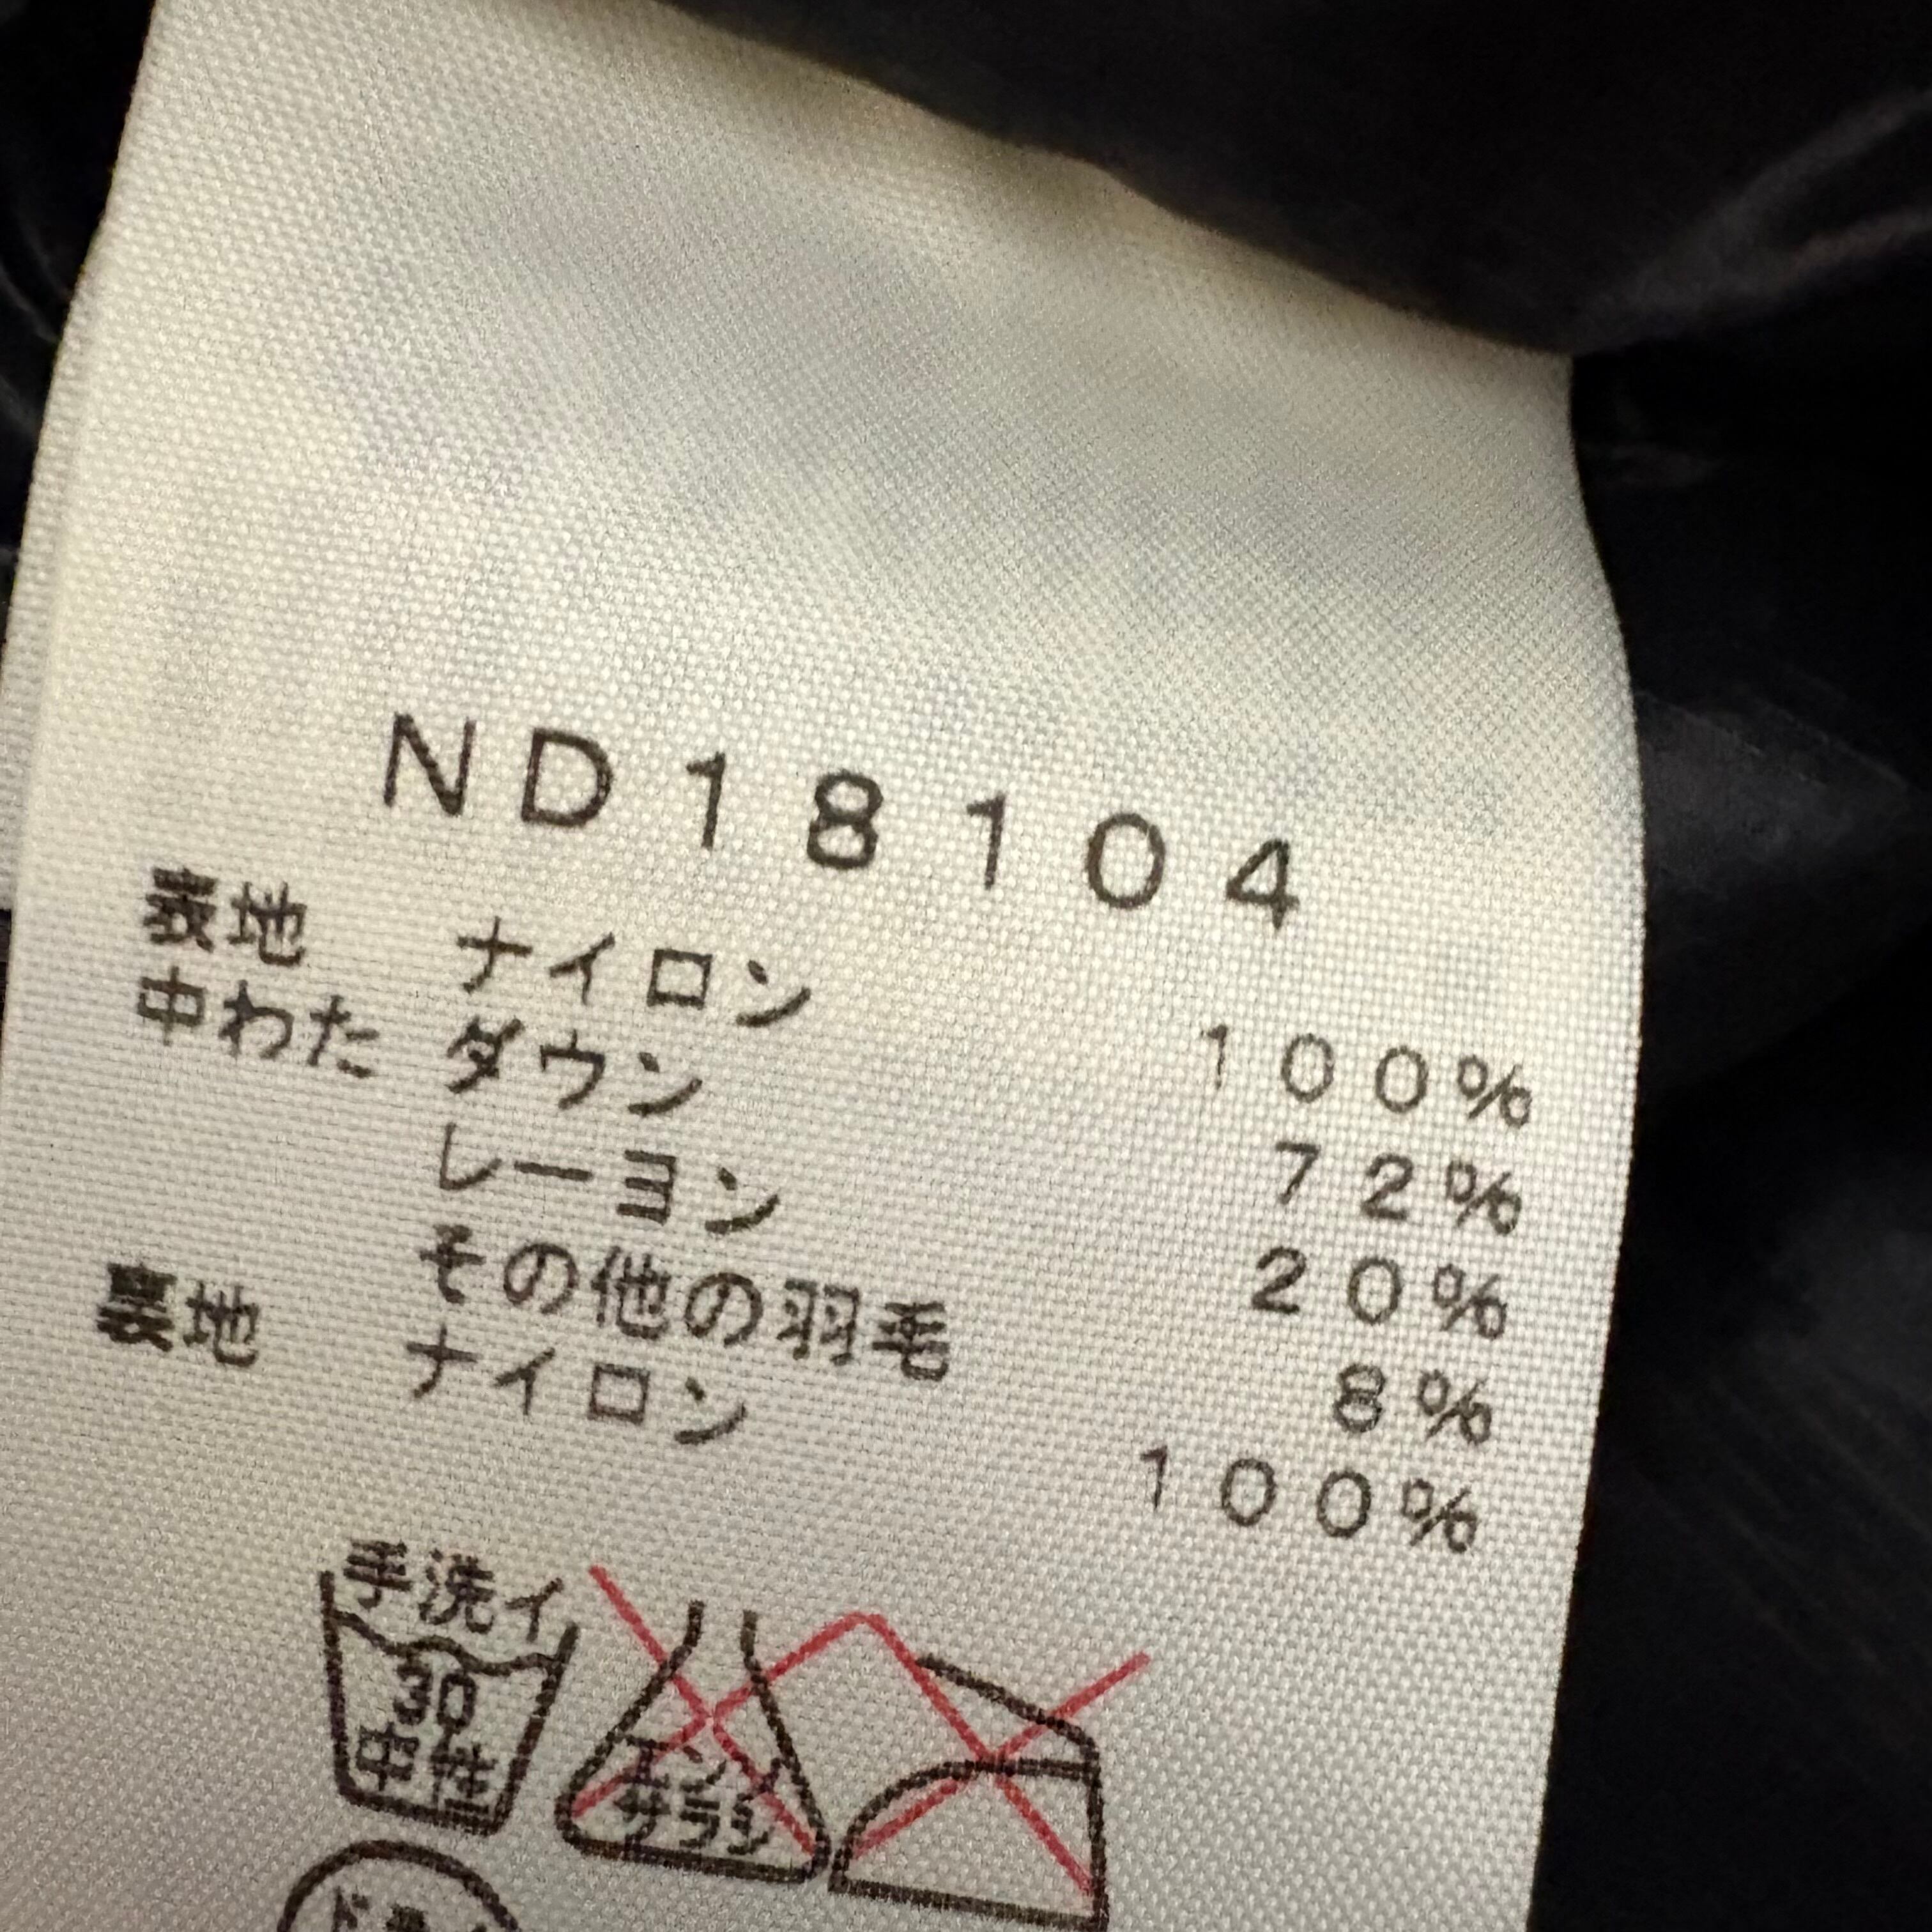 ND18104
表地 ナイロン 100%
中わた ダウン 72%
レーヨン 20%
その他の羽毛 8%
裏地 ナイロン 100%
手洗イ
30
中性
エンソ
サラシ